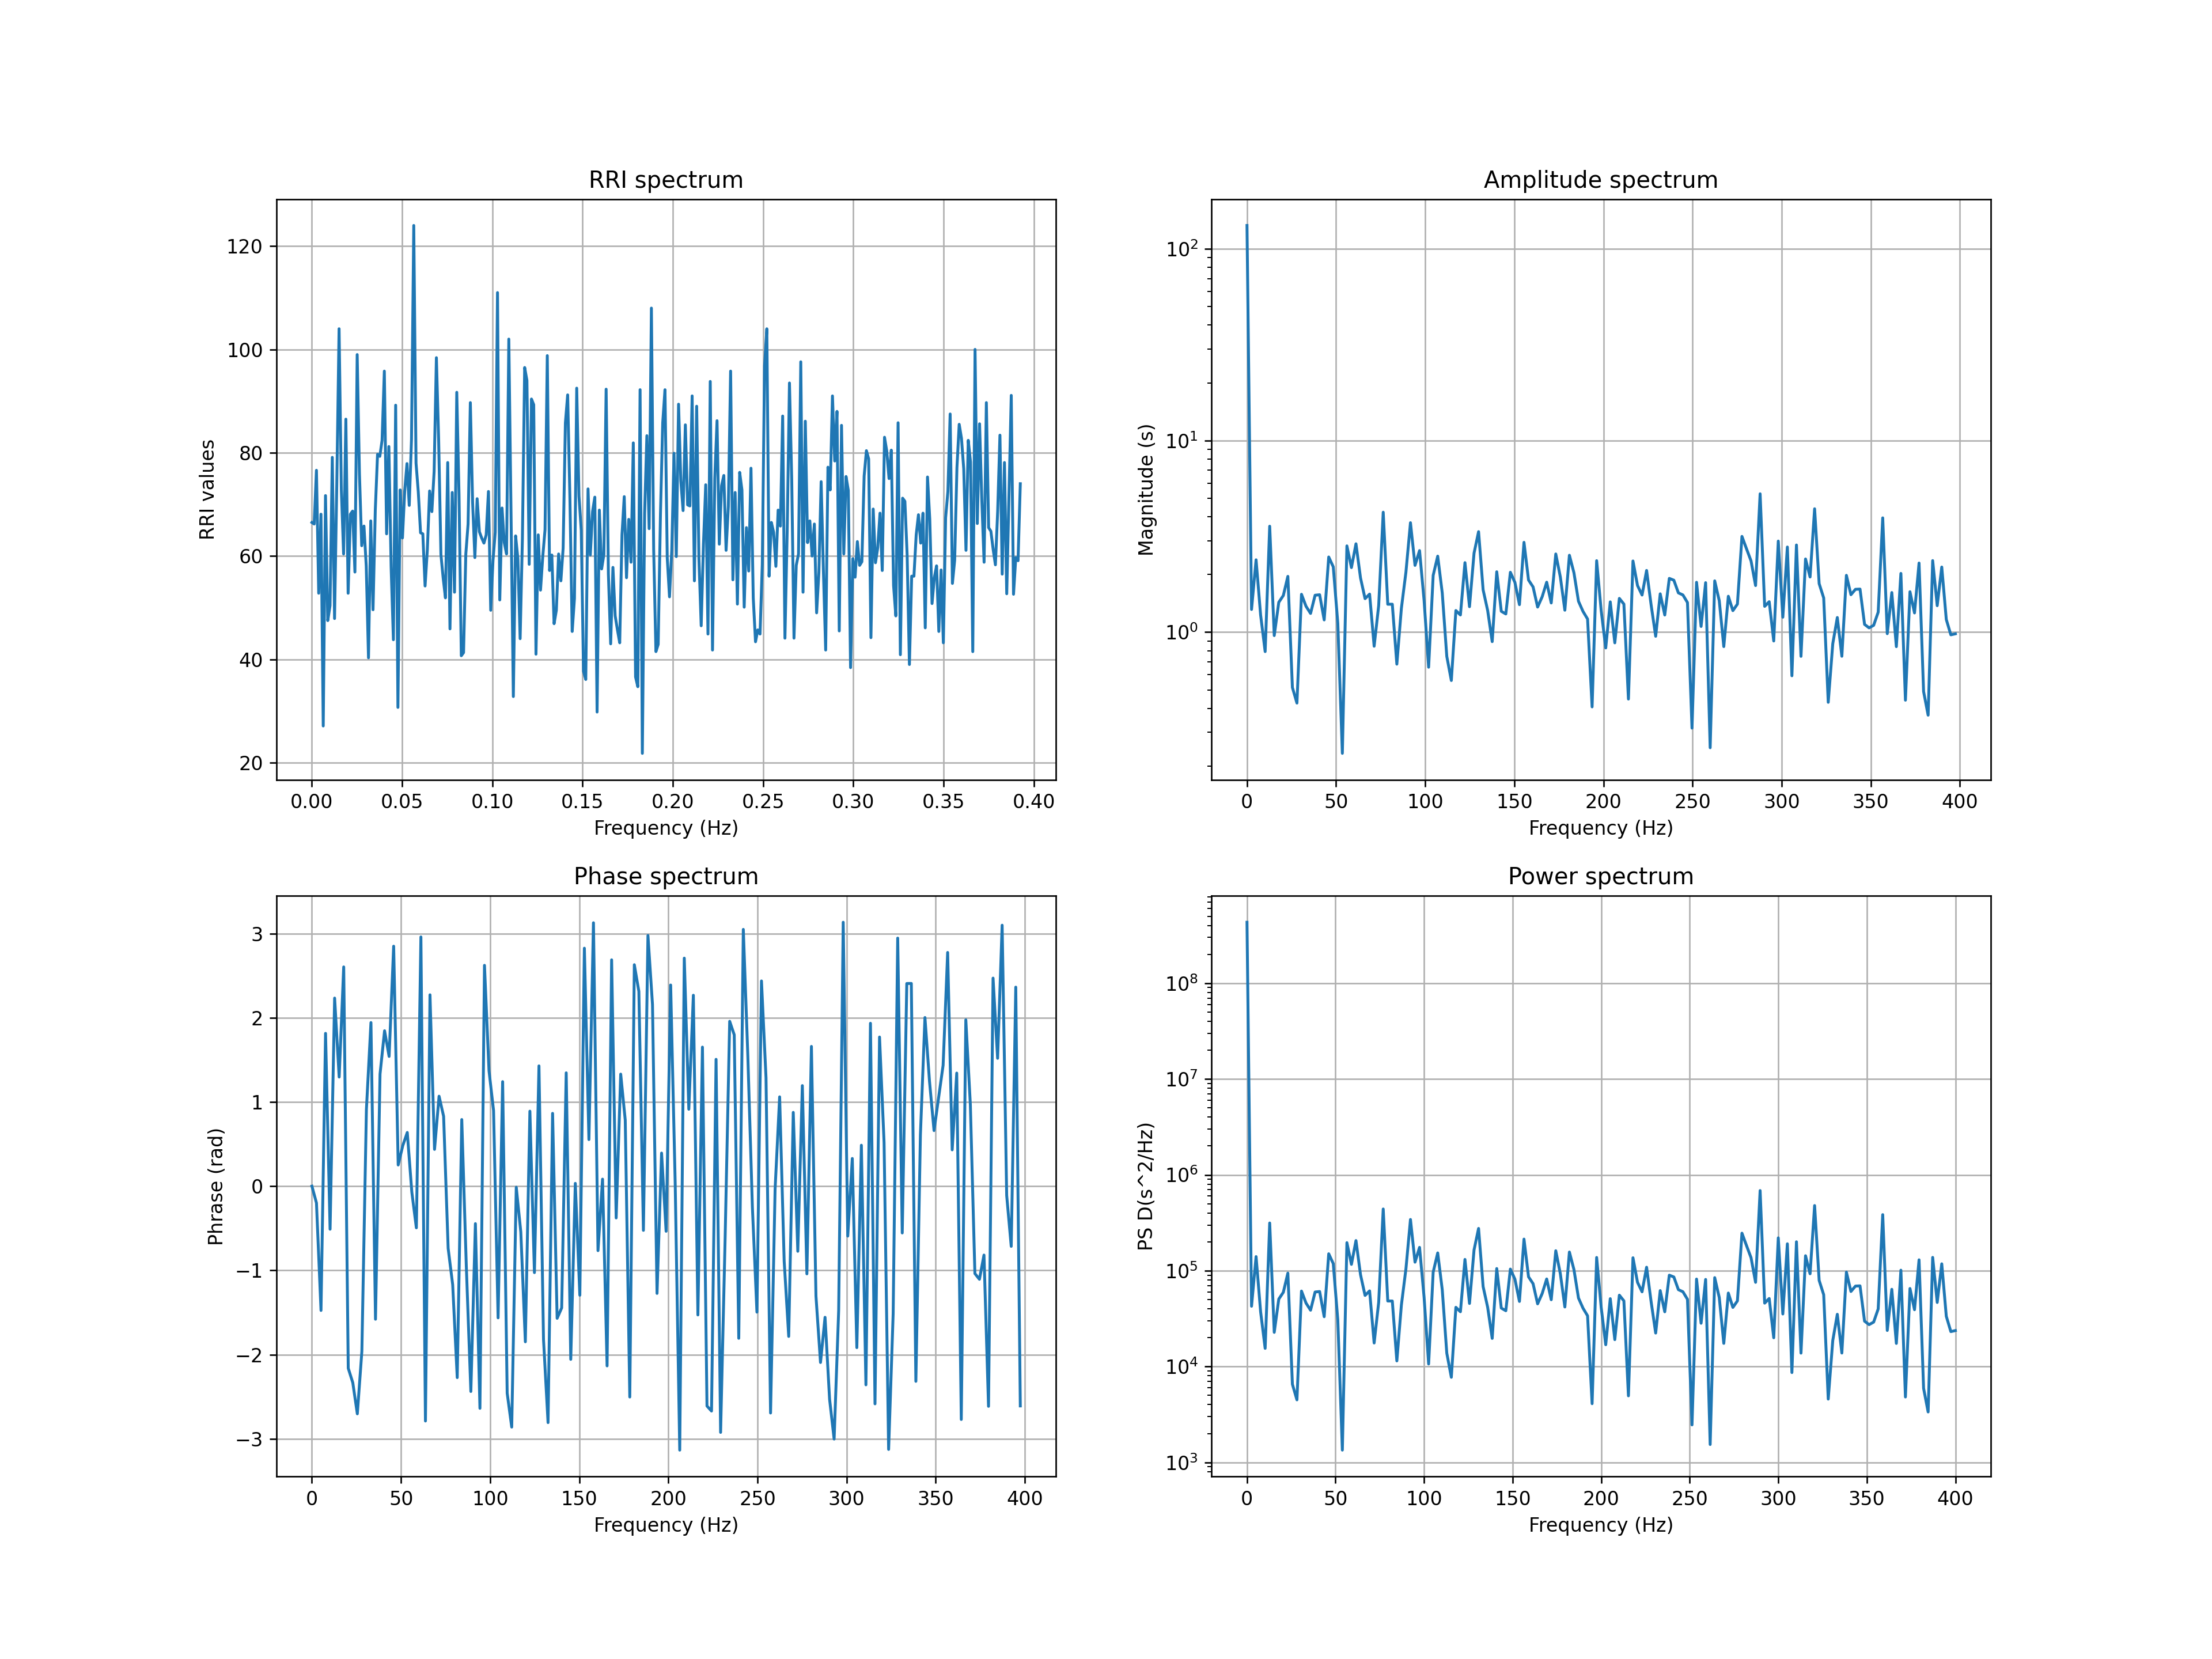 RRI spectrum
120
100
80
60
40
20
RRI values
0.00 0.05 0.10 0.15 0.20 0.25 0.30 0.35 0.40
Frequency (Hz)
Amplitude spectrum
10²
10¹
10⁰
Magnitude (s)
0 50 100 150 200 250 300 350 400
Frequency (Hz)
Phase spectrum
3
2
1
0
−1
−2
−3
Phrase (rad)
0 50 100 150 200 250 300 350 400
Frequency (Hz)
Power spectrum
10⁸
10⁷
10⁶
10⁵
10⁴
10³
PS D(s^2/Hz)
0 50 100 150 200 250 300 350 400
Frequency (Hz)